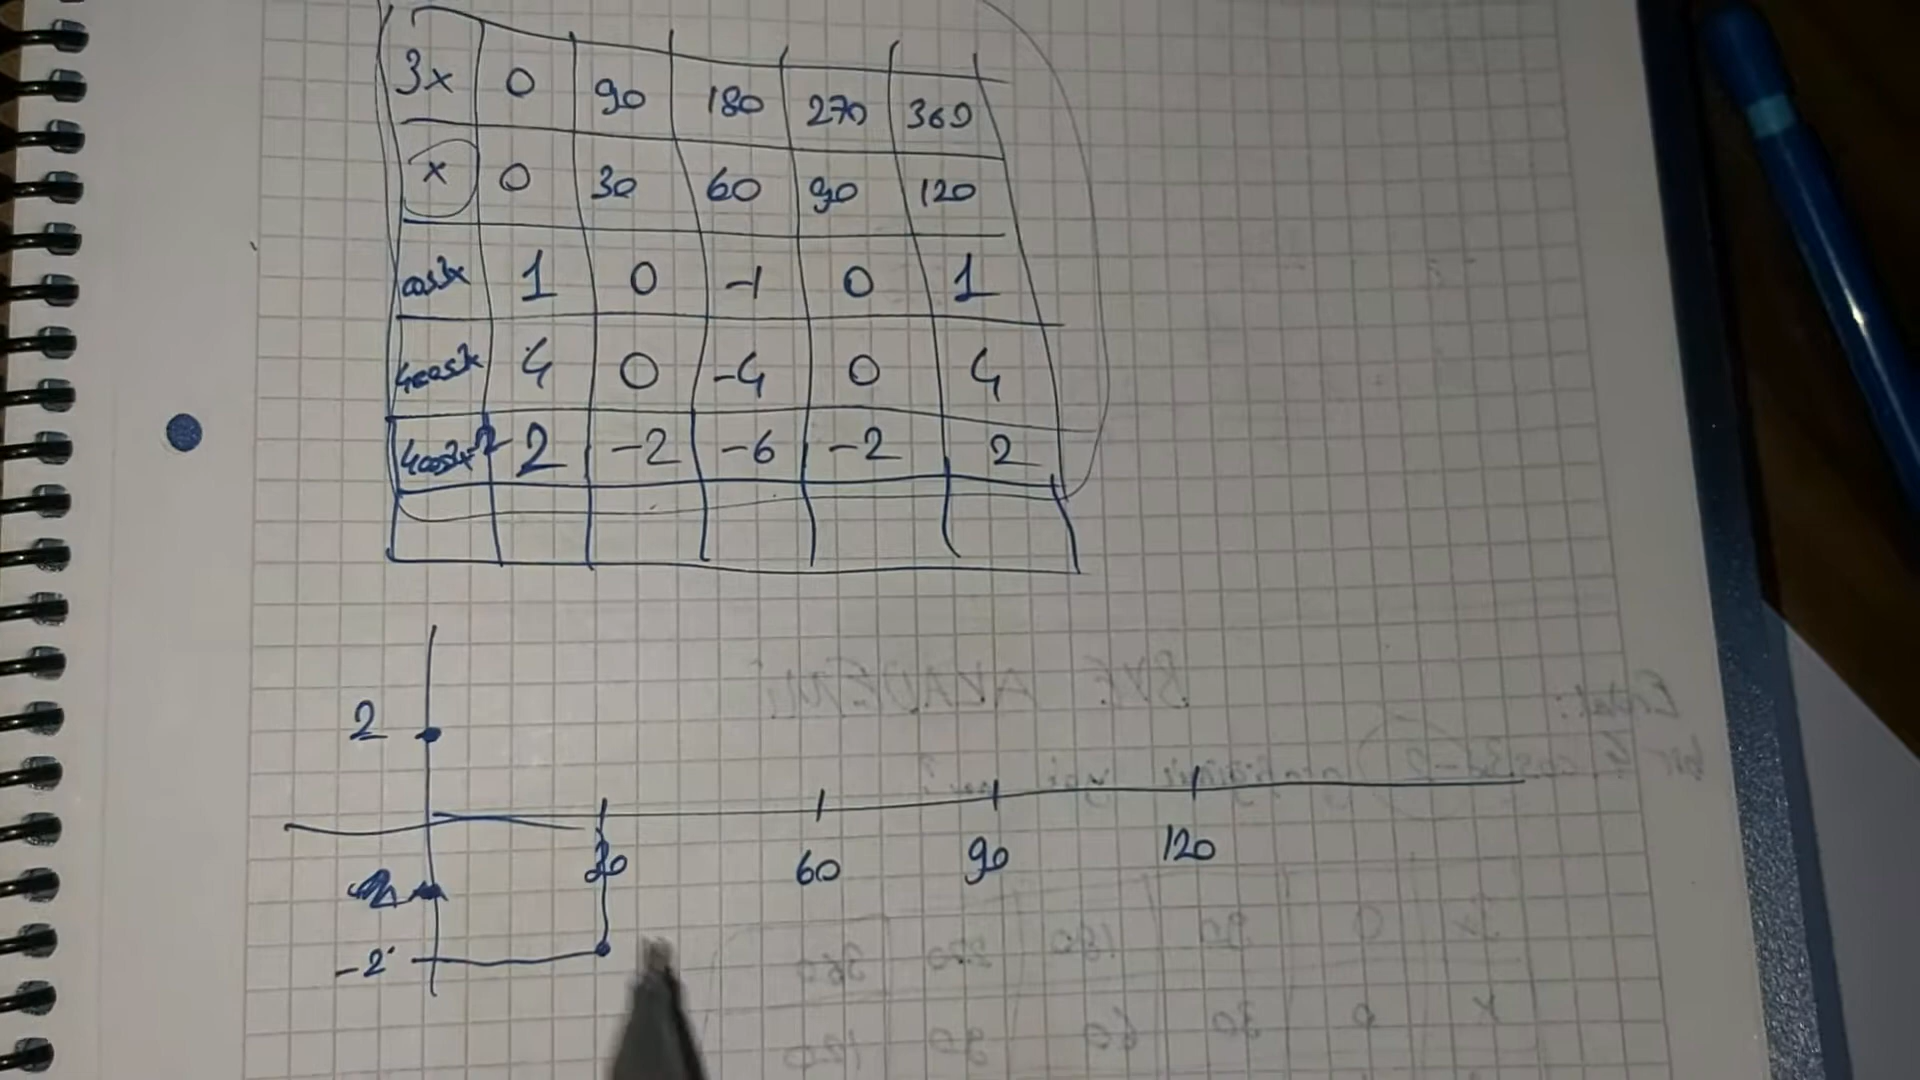 3x 0 90 180 270 360
x 0 30 60 90 120
cos3x 1 0 -1 0 1
4cos3x 4 0 -4 0 4
4cos3x-2 2 -2 -6 -2 2
2
30 60 90 120
-2